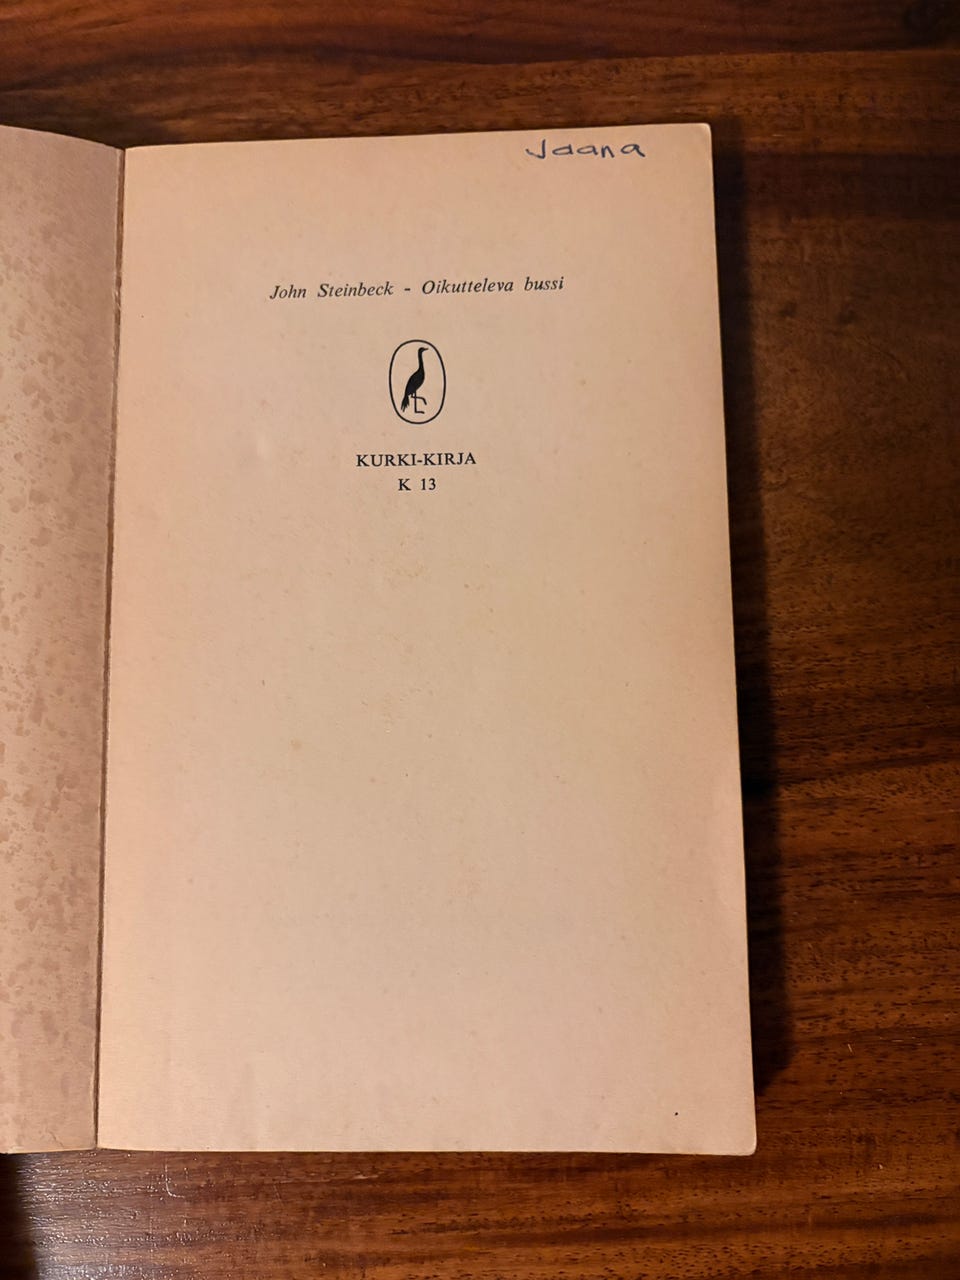 Jaana
John Steinbeck - Oikutteleva bussi
KURKI-KIRJA
K 13